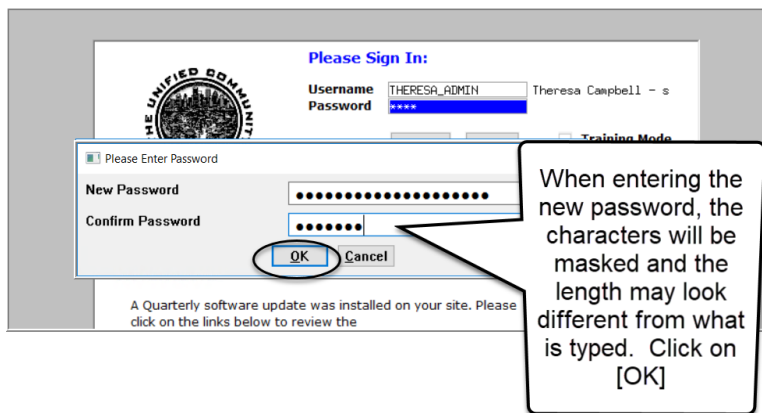 Please Sign In:
THE UNIFIED COMMUNIT
Username THERESA_ADMIN Theresa Campbell - s
Password ****
Training Mode
Please Enter Password
New Password ●●●●●●●●●●●●●●●●●●●●
Confirm Password ●●●●●●●
OK Cancel
A Quarterly software update was installed on your site. Please
click on the links below to review the
When entering the
new password, the
characters will be
masked and the
length may look
different from what
is typed. Click on
[OK]